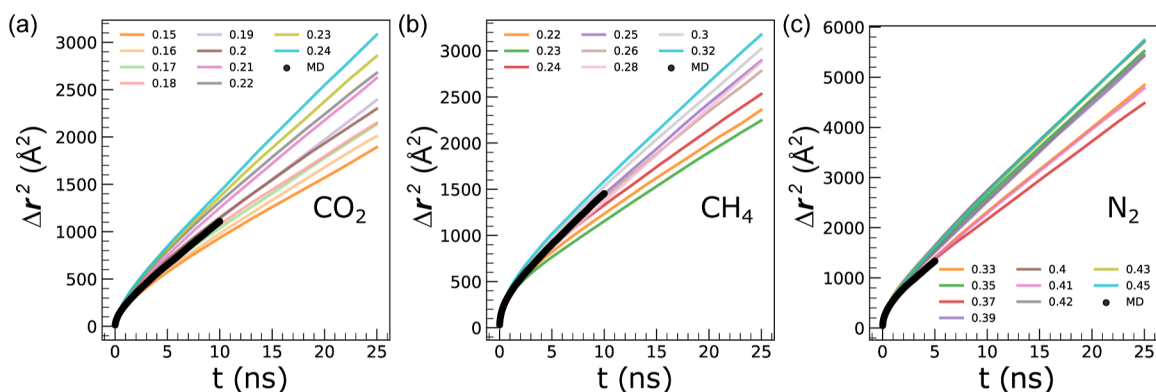 (a)
0.15 0.19 0.23
0.16 0.2 0.24
0.17 0.21 MD
0.18 0.22
3000
2500
2000
1500
1000
500
0
Δr² (Å²)
CO₂
0 5 10 15 20 25
t (ns)
(b)
0.22 0.25 0.3
0.23 0.26 0.32
0.24 0.28 MD
3000
2500
2000
1500
1000
500
0
Δr² (Å²)
CH₄
0 5 10 15 20 25
t (ns)
(c)
6000
5000
4000
3000
2000
1000
0
Δr² (Å²)
N₂
0.33 0.4 0.43
0.35 0.41 0.45
0.37 0.42 MD
0.39
0 5 10 15 20 25
t (ns)